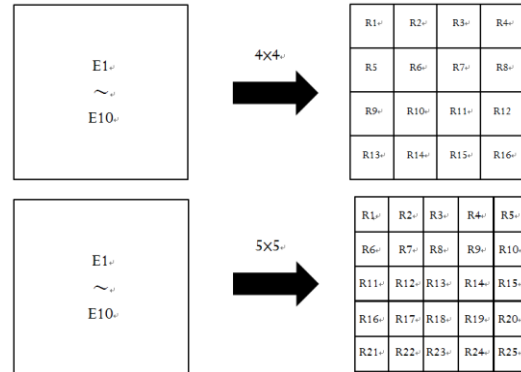 E1
~
E10
4×4
R1 R2 R3 R4
R5 R6 R7 R8
R9 R10 R11 R12
R13 R14 R15 R16
E1
~
E10
5×5
R1 R2 R3 R4 R5
R6 R7 R8 R9 R10
R11 R12 R13 R14 R15
R16 R17 R18 R19 R20
R21 R22 R23 R24 R25